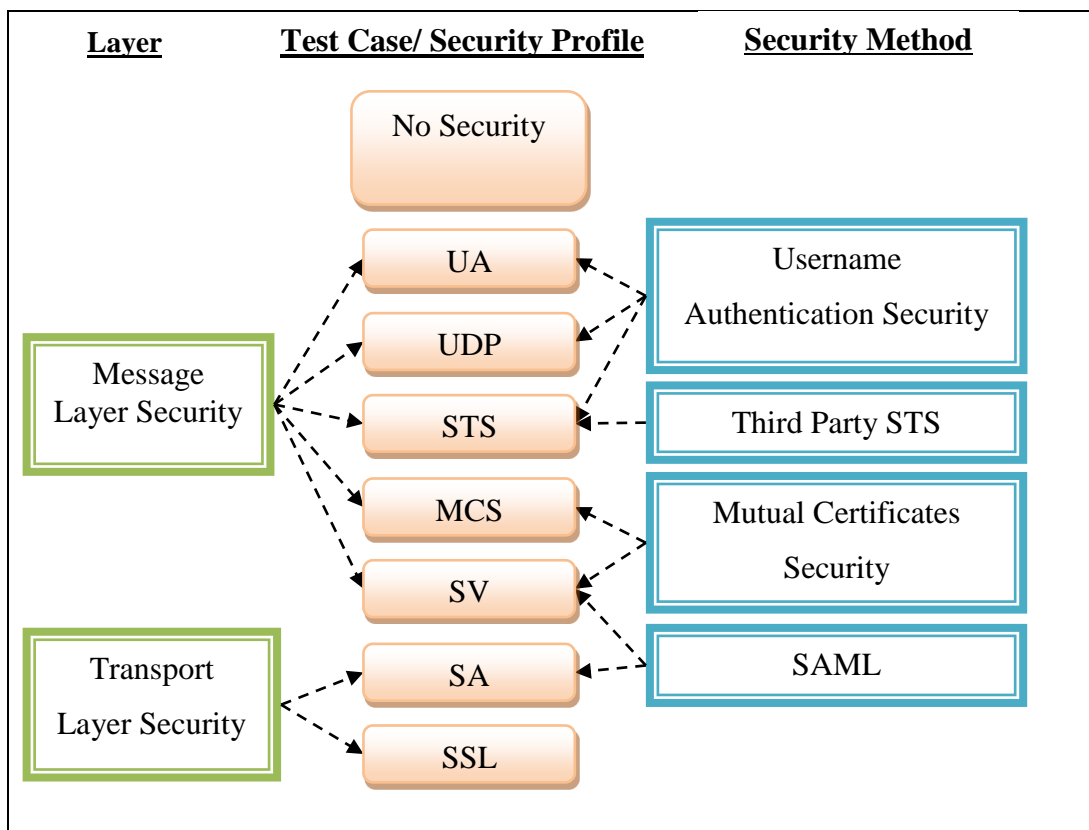 Layer
Test Case/ Security Profile
Security Method
No Security
UA
UDP
STS
MCS
SV
SA
SSL
Message
Layer Security
Transport
Layer Security
Username
Authentication Security
Third Party STS
Mutual Certificates
Security
SAML